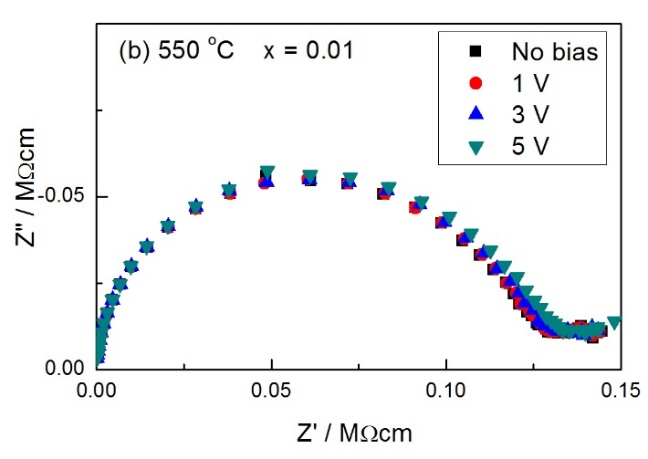 (b) 550 °C x = 0.01
No bias
1 V
3 V
5 V
Z" / MΩcm
-0.05
0.00
0.00 0.05 0.10 0.15
Z' / MΩcm